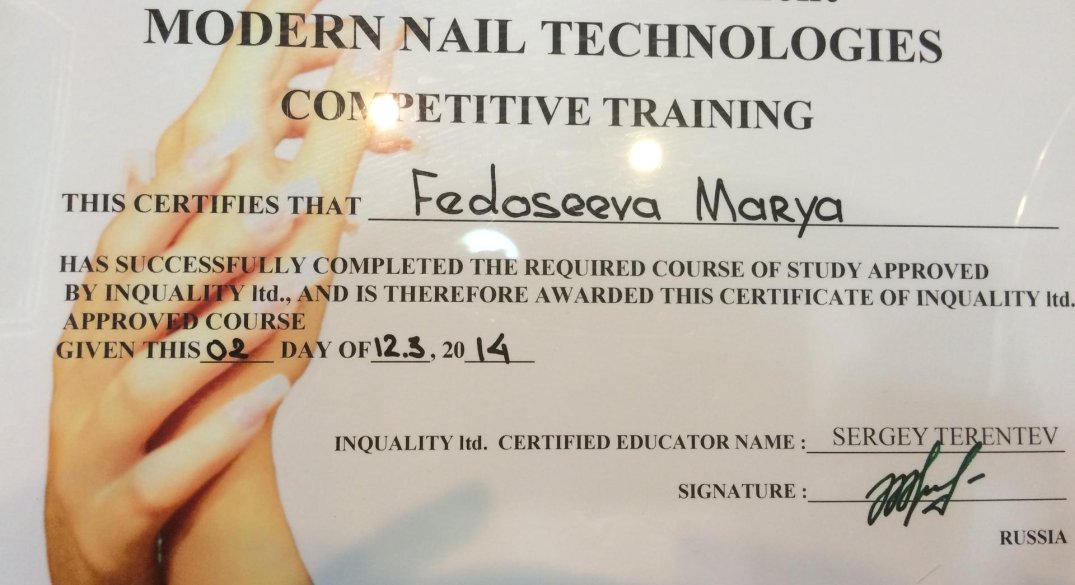 MODERN NAIL TECHNOLOGIES
COMPETITIVE TRAINING
THIS CERTIFIES THAT Fedoseeva Marya
HAS SUCCESSFULLY COMPLETED THE REQUIRED COURSE OF STUDY APPROVED
BY INQUALITY ltd., AND IS THEREFORE AWARDED THIS CERTIFICATE OF INQUALITY ltd.
APPROVED COURSE
GIVEN THIS 02 DAY OF 12.3, 20 14
INQUALITY ltd. CERTIFIED EDUCATOR NAME : SERGEY TERENTEV
SIGNATURE :
RUSSIA